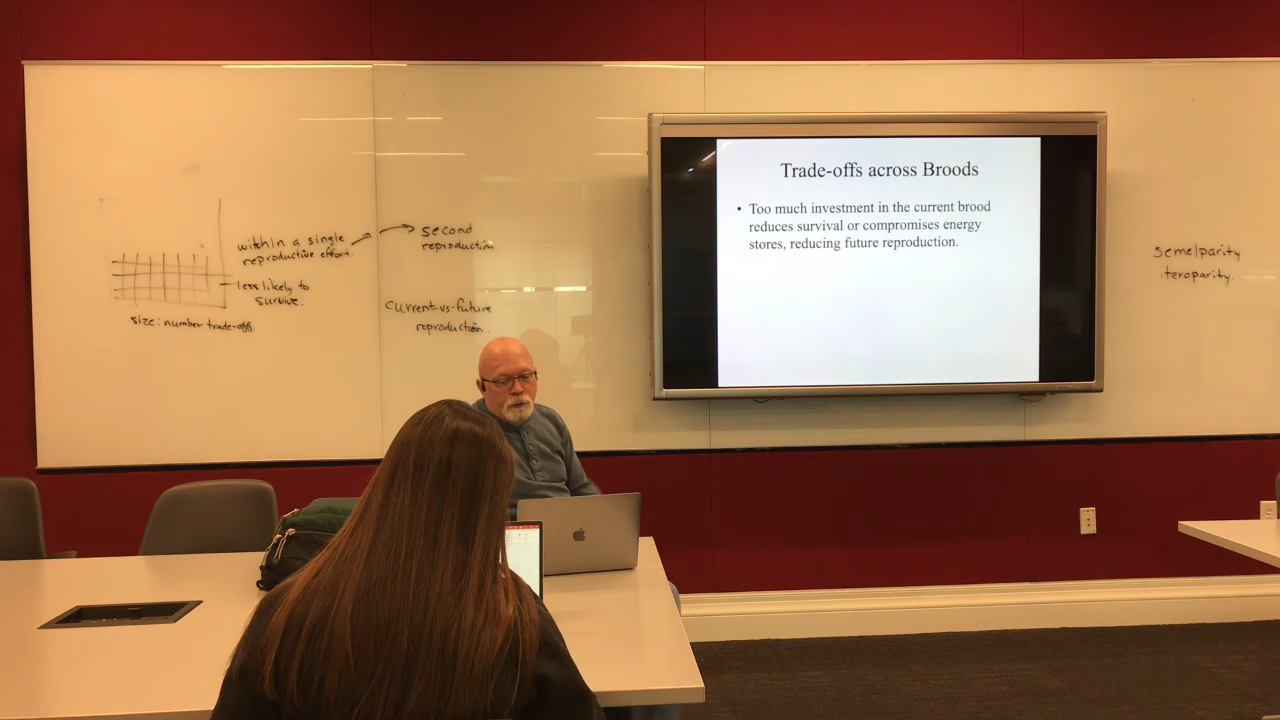 within a single
reproductive effort.
less likely to
survive.
size: number trade-off
second
reproduction
current-vs-future
reproduction.
Trade-offs across Broods
• Too much investment in the current brood
reduces survival or compromises energy
stores, reducing future reproduction.
semelparity
iteroparity.